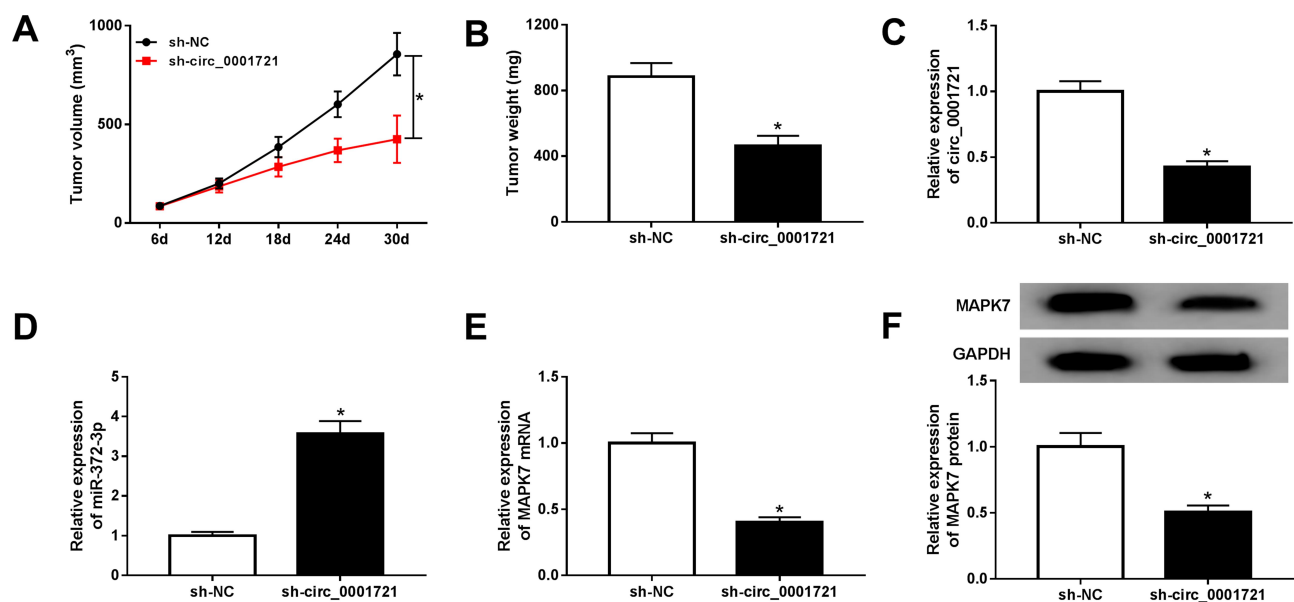 A
Tumor volume (mm³)
1000
500
0
sh-NC
sh-circ_0001721
*
6d 12d 18d 24d 30d
B
Tumor weight (mg)
1200
800
400
0
*
sh-NC sh-circ_0001721
C
Relative expression
of circ_0001721
1.5
1.0
0.5
0.0
*
sh-NC sh-circ_0001721
D
Relative expression
of miR-372-3p
5
4
3
2
1
0
*
sh-NC sh-circ_0001721
E
Relative expression
of MAPK7 mRNA
1.5
1.0
0.5
0.0
*
sh-NC sh-circ_0001721
F
MAPK7
GAPDH
Relative expression
of MAPK7 protein
1.5
1.0
0.5
0.0
*
sh-NC sh-circ_0001721